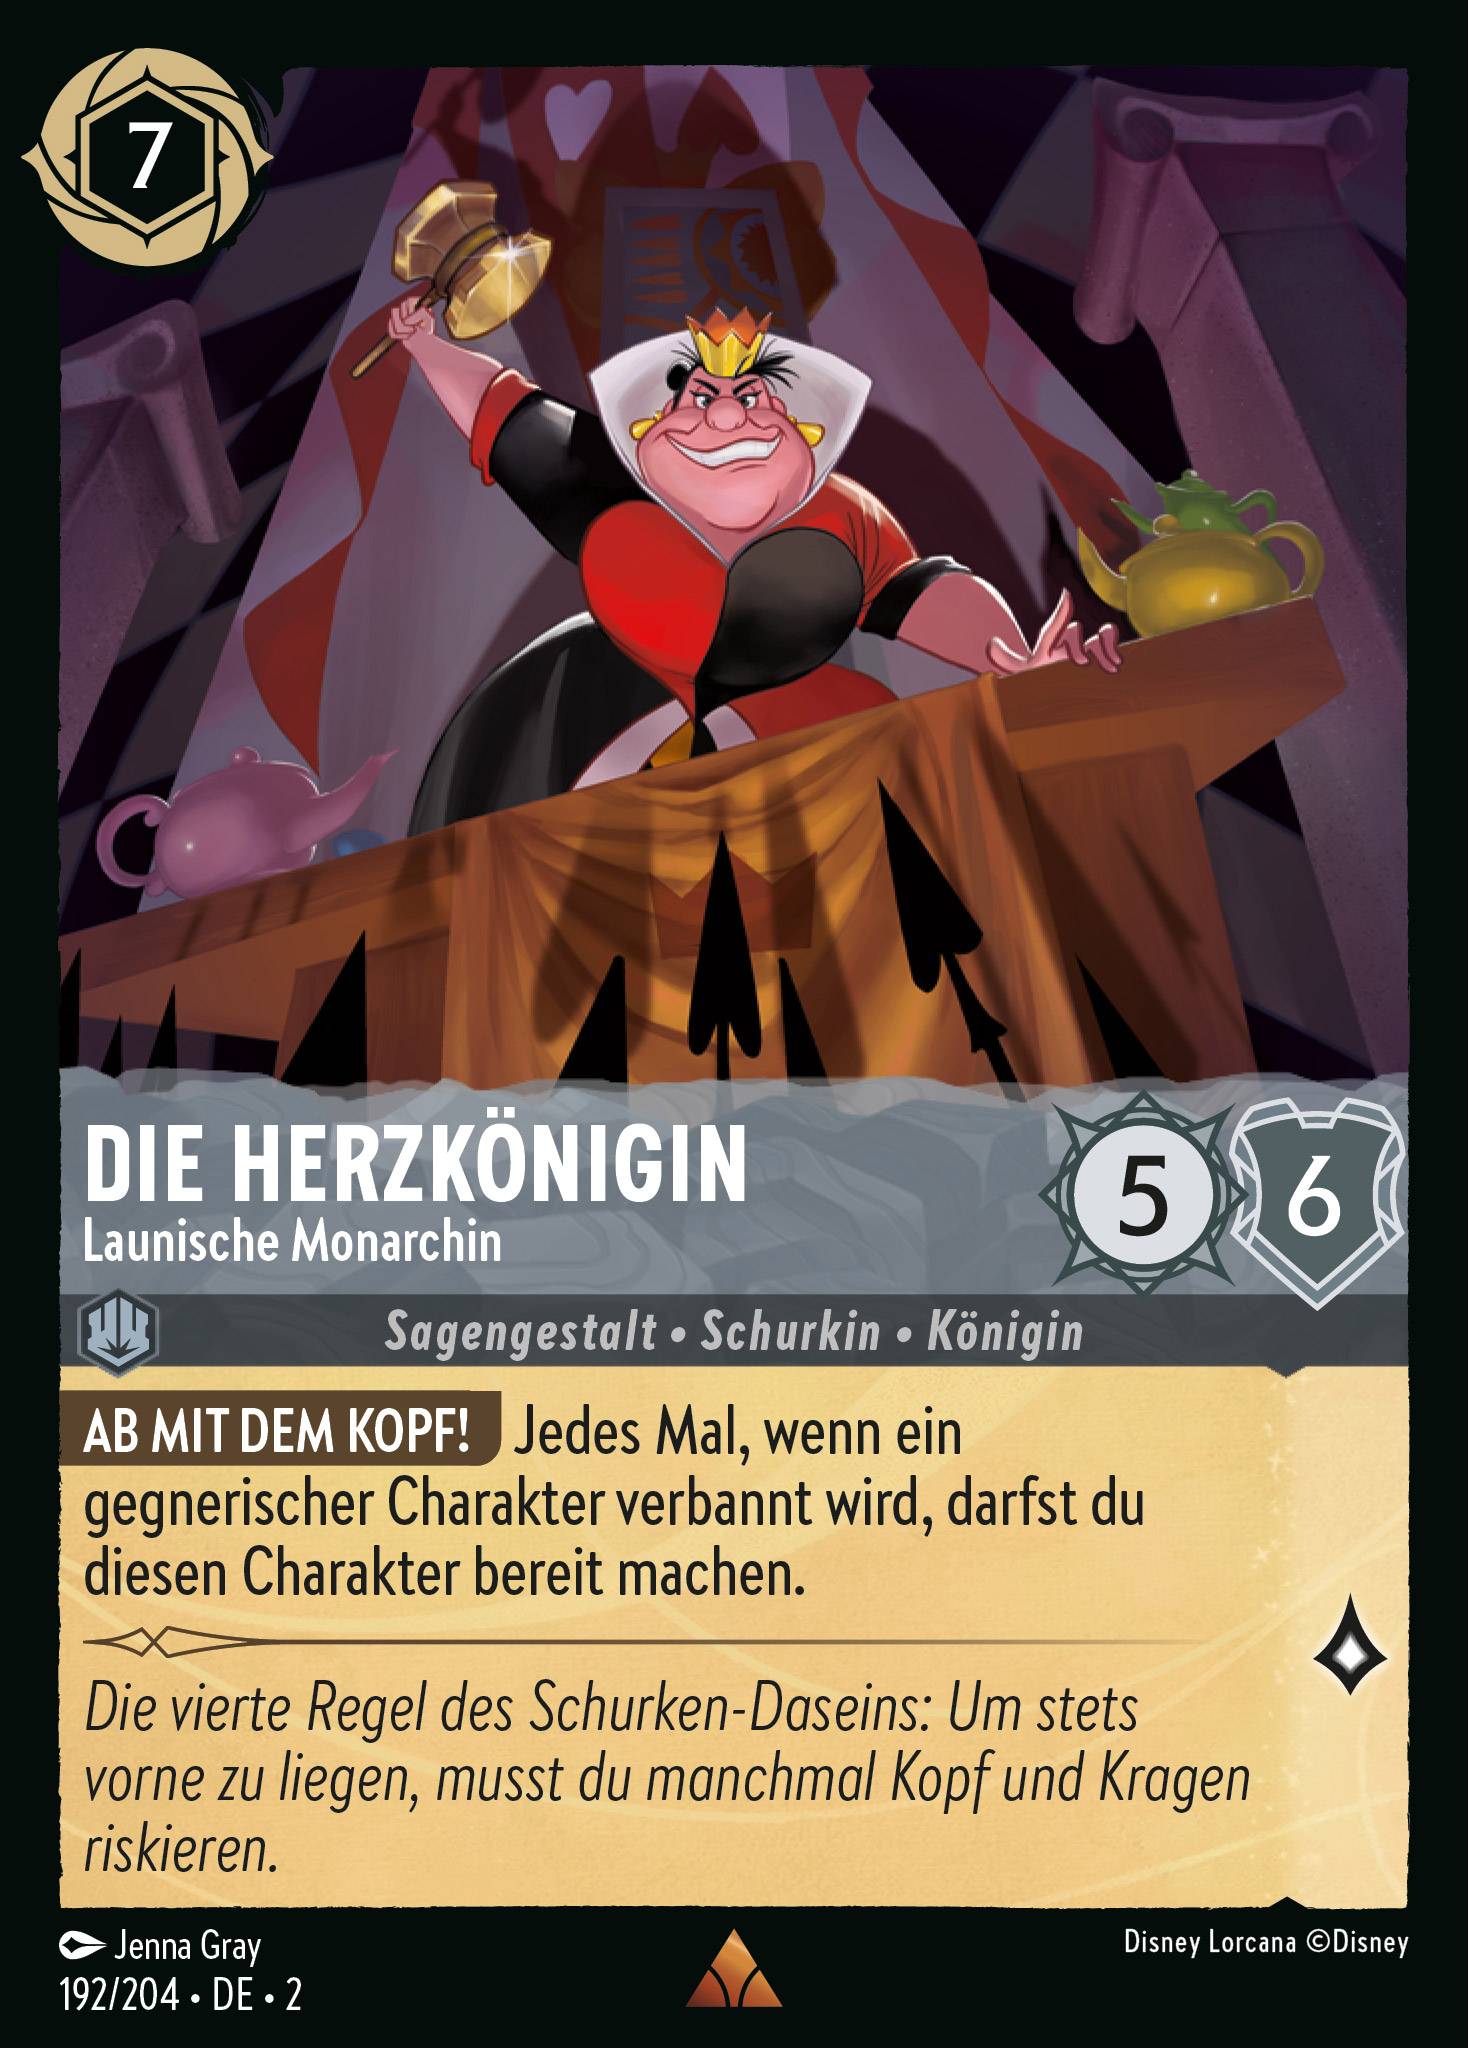 7
DIE HERZKÖNIGIN
Launische Monarchin
5
6
Sagengestalt • Schurkin • Königin
AB MIT DEM KOPF! Jedes Mal, wenn ein
gegnerischer Charakter verbannt wird, darfst du
diesen Charakter bereit machen.
Die vierte Regel des Schurken-Daseins: Um stets
vorne zu liegen, musst du manchmal Kopf und Kragen
riskieren.
Jenna Gray
192/204 • DE • 2
Disney Lorcana ©Disney